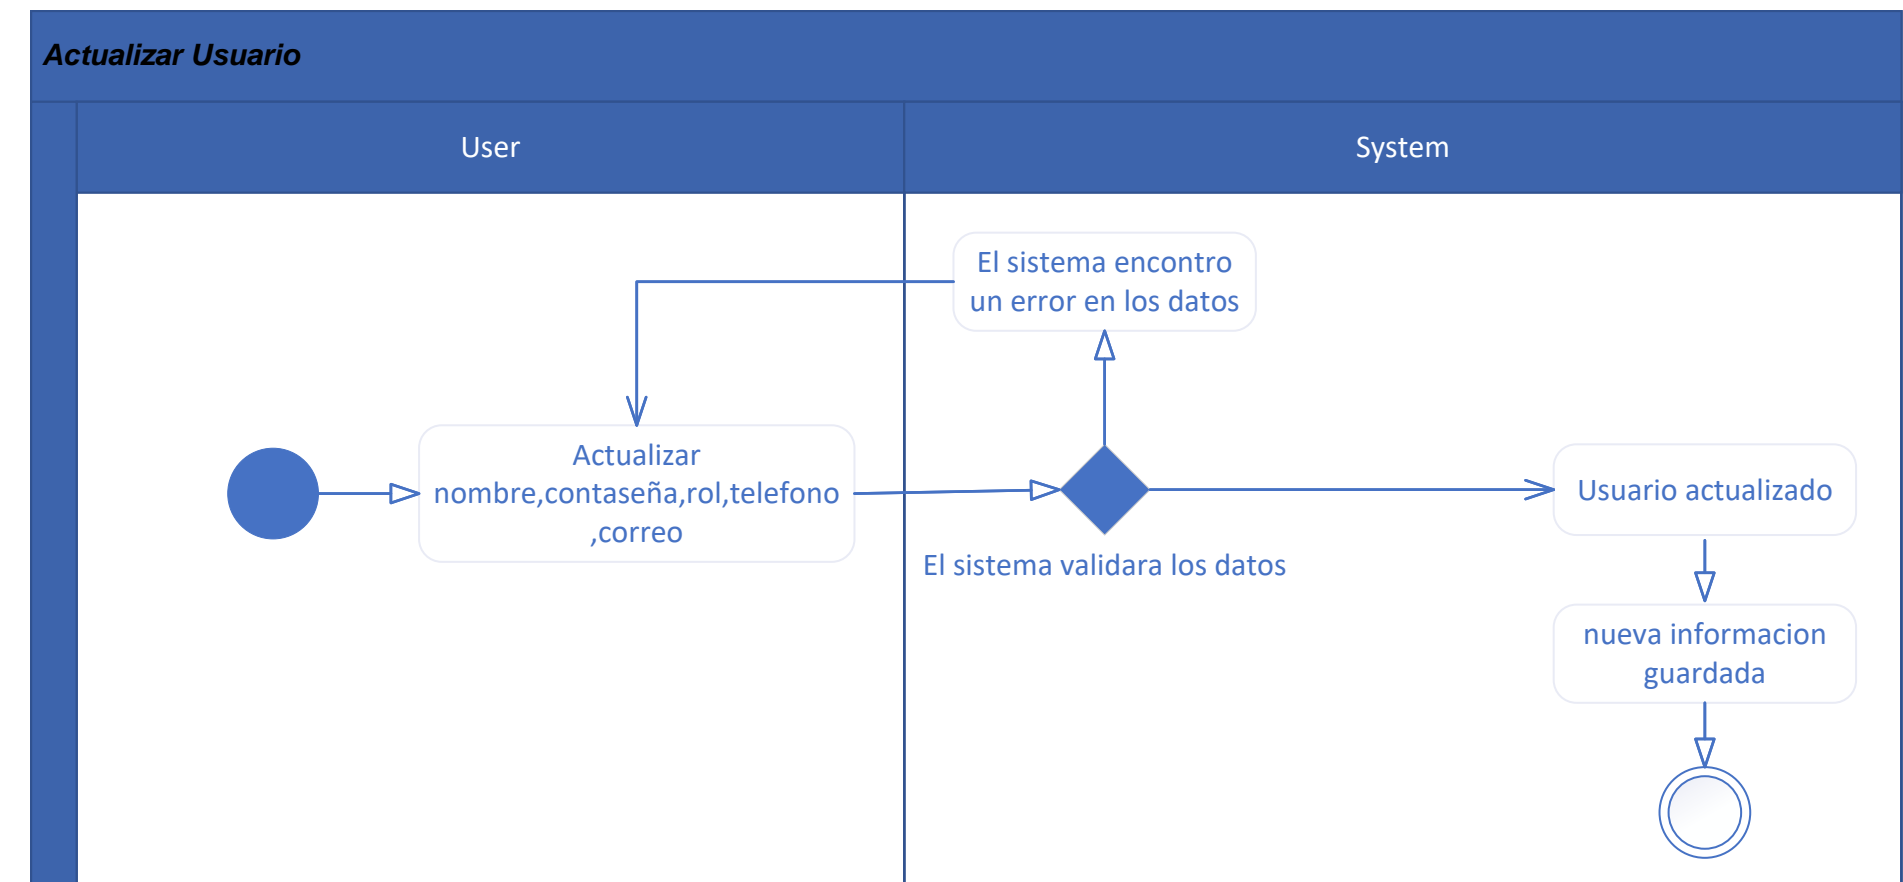 Actualizar Usuario
User
System
El sistema encontro
un error en los datos
Actualizar
nombre,contaseña,rol,telefono
,correo
El sistema validara los datos
Usuario actualizado
nueva informacion
guardada